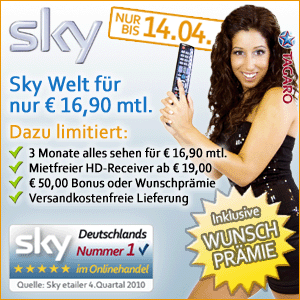 sky
NUR BIS 14.04.
TAGARO
Sky Welt für
nur € 16,90 mtl.
Dazu limitiert:
3 Monate alles sehen für € 16,90 mtl.
Mietfreier HD-Receiver ab € 19,00
€ 50,00 Bonus oder Wunschprämie
Versandkostenfreie Lieferung
sky
Deutschlands
Nummer 1
im Onlinehandel
Quelle: Sky etailer 4.Quartal 2010
Inklusive
WUNSCH
PRÄMIE